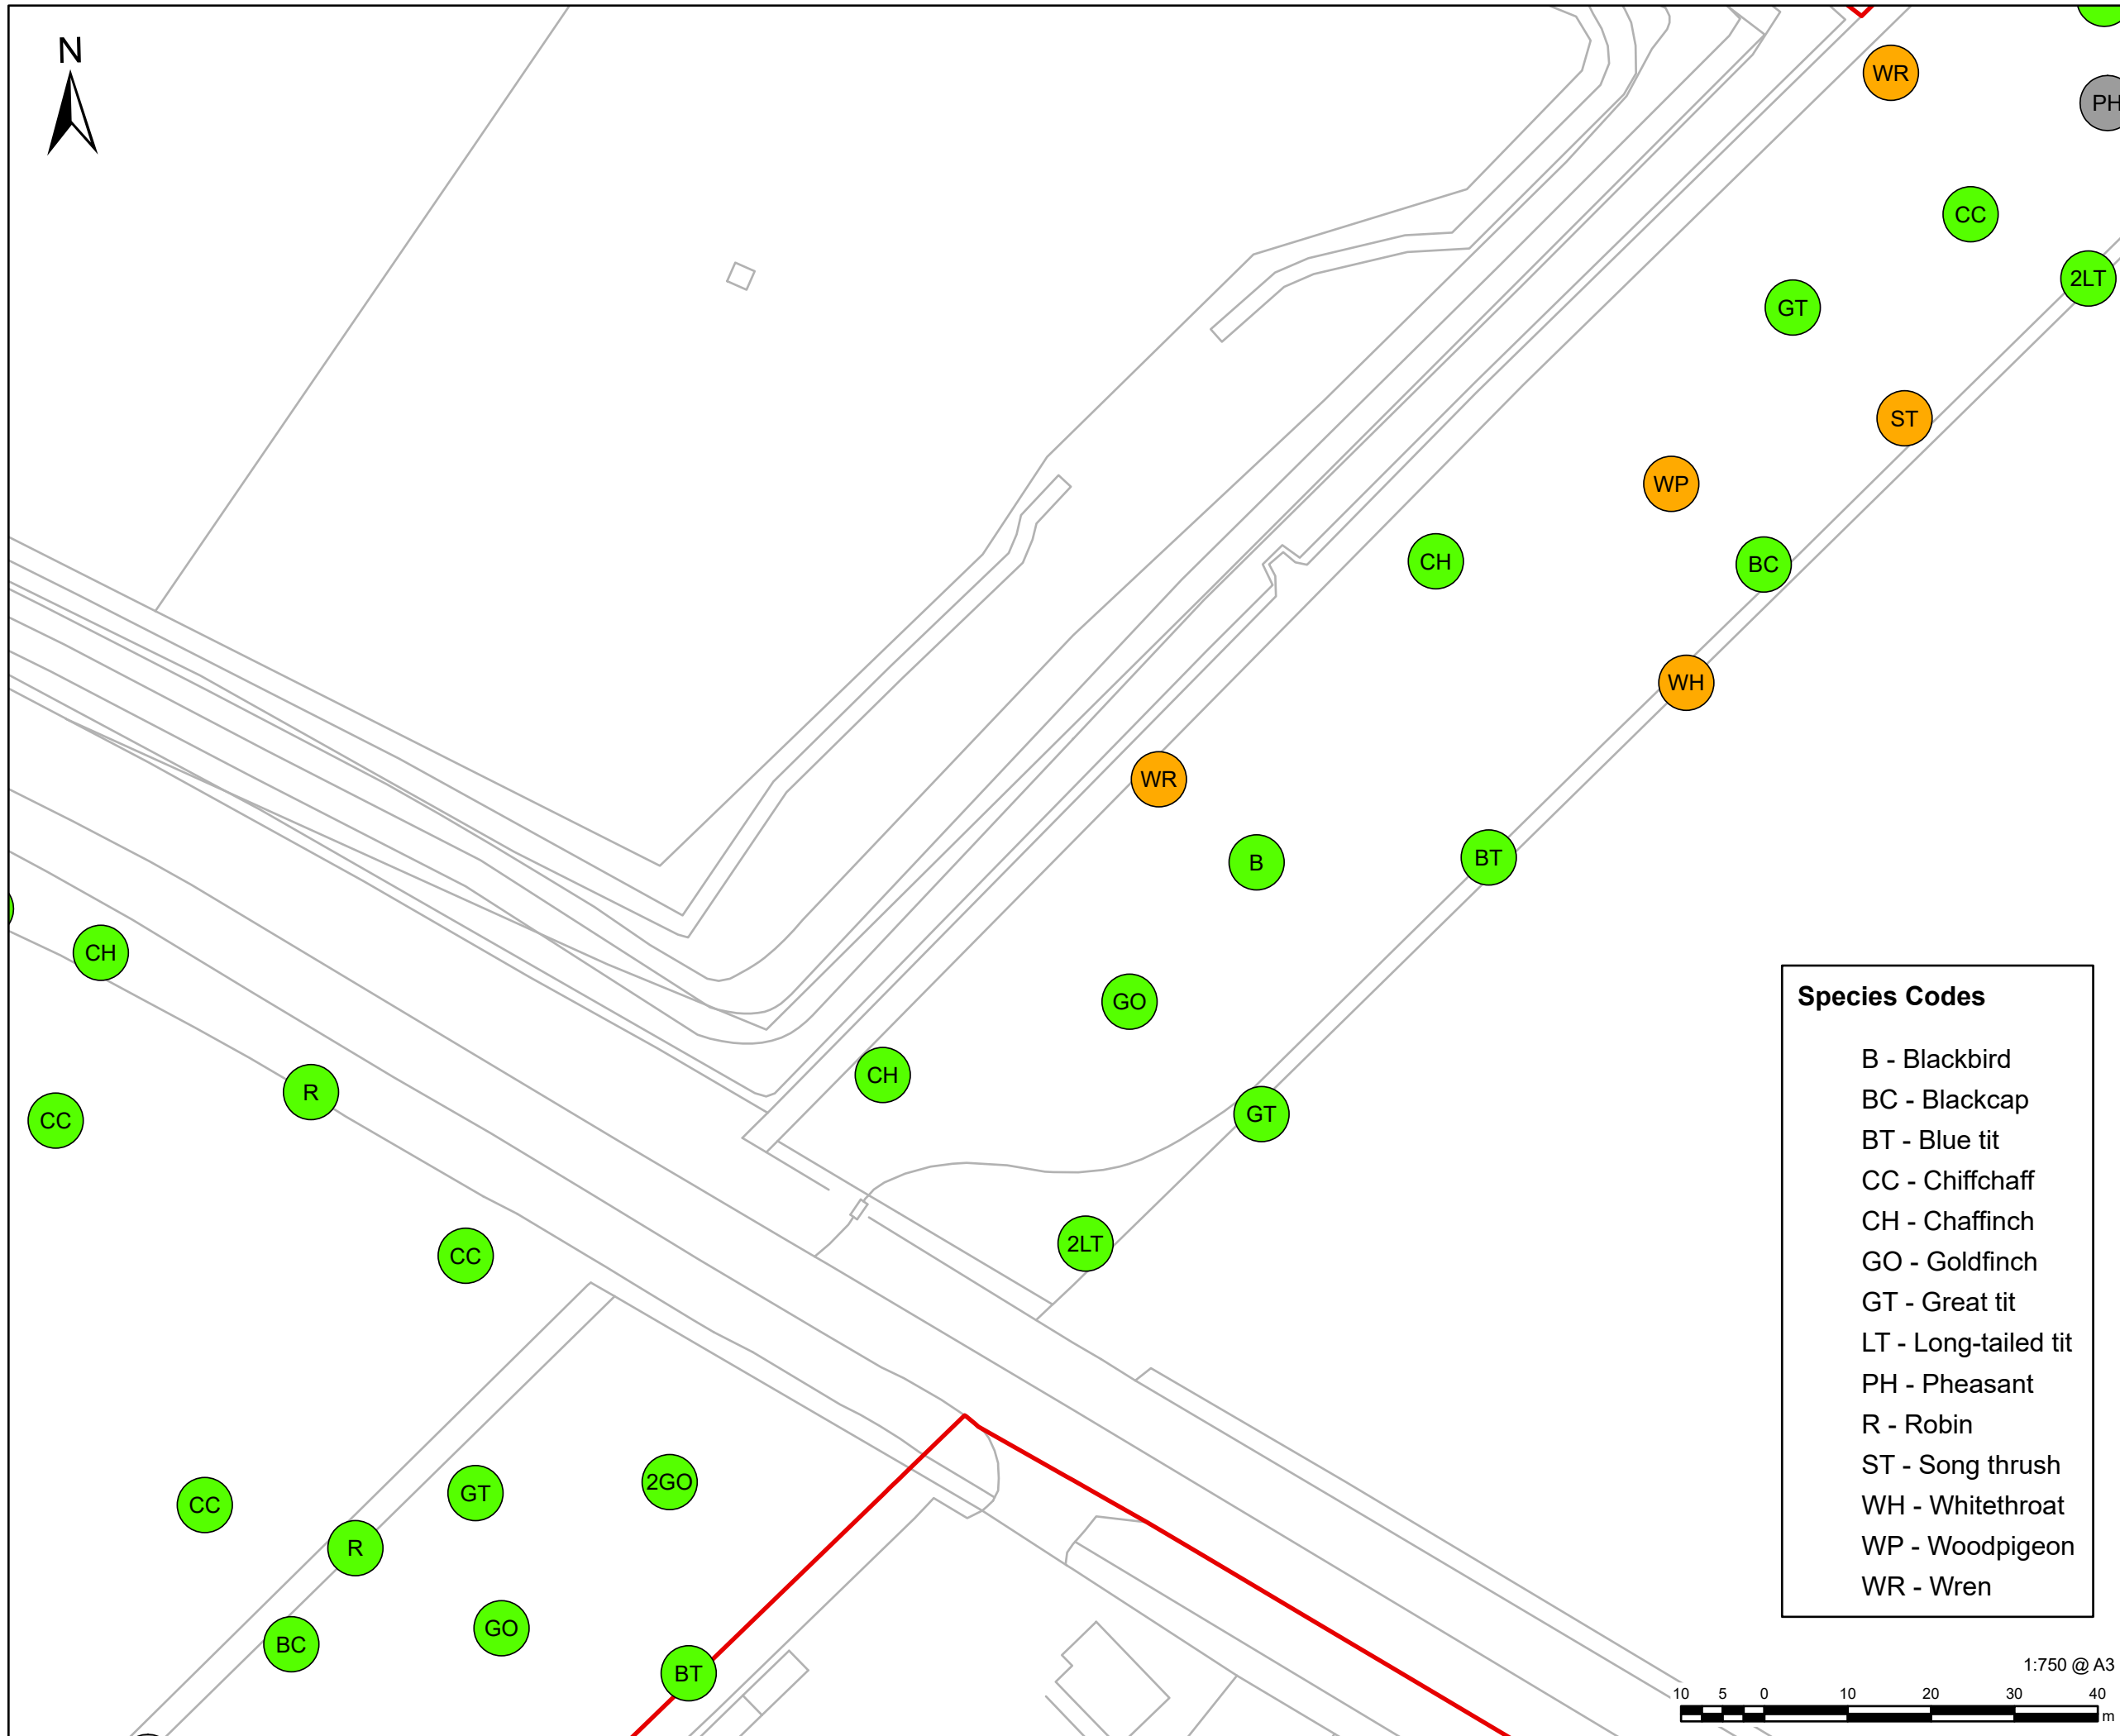 N
WR
PH
CC
2LT
GT
ST
WP
CH
BC
WH
WR
B
BT
CH
GO
CH
R
GT
CC
2LT
CC
2GO
GT
CC
R
GO
BC
BT
Species Codes
B - Blackbird
BC - Blackcap
BT - Blue tit
CC - Chiffchaff
CH - Chaffinch
GO - Goldfinch
GT - Great tit
LT - Long-tailed tit
PH - Pheasant
R - Robin
ST - Song thrush
WH - Whitethroat
WP - Woodpigeon
WR - Wren
1:750 @ A3
10 5 0 10 20 30 40
m